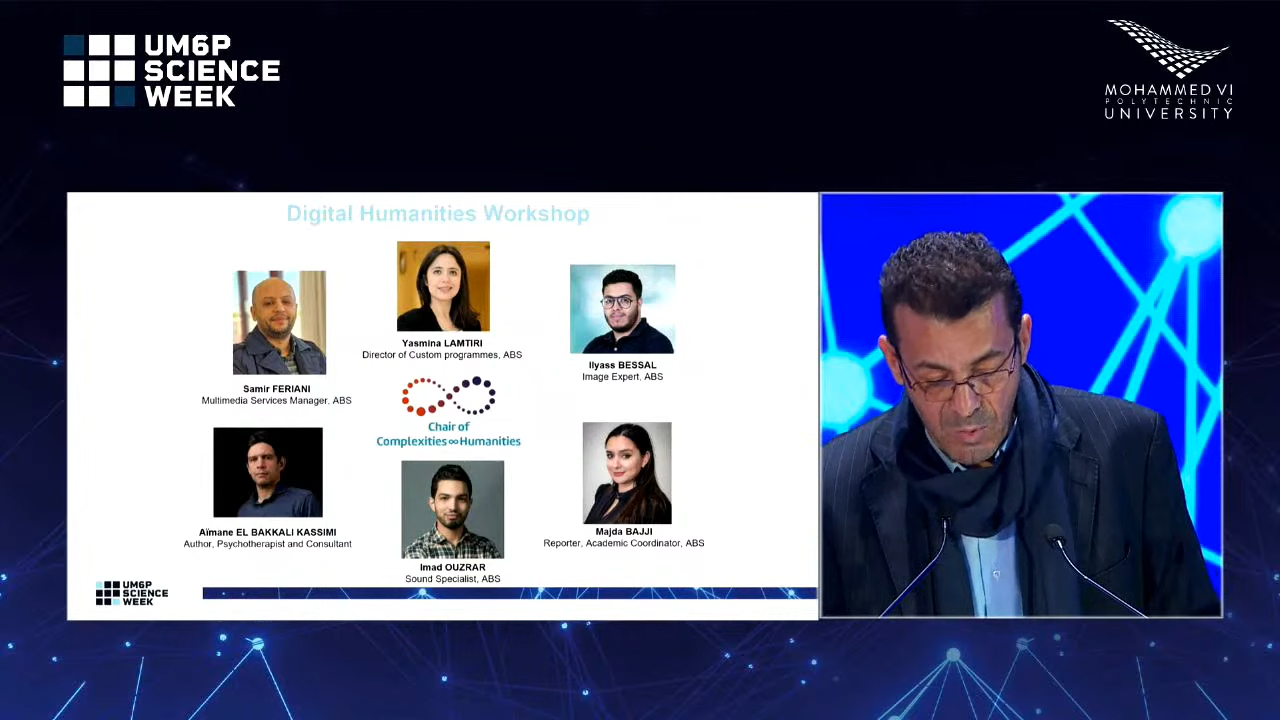 UM6P
SCIENCE
WEEK
MOHAMMED VI
POLYTECHNIC
UNIVERSITY
Digital Humanities Workshop
Yasmina LAMTIRI
Director of Custom programmes, ABS
Ilyass BESSAL
Image Expert, ABS
Samir FERIANI
Multimedia Services Manager, ABS
Chair of
Complexities∞Humanities
Aïmane EL BAKKALI KASSIMI
Author, Psychotherapist and Consultant
Majda BAJJI
Reporter, Academic Coordinator, ABS
Imad OUZRAR
Sound Specialist, ABS
UM6P
SCIENCE
WEEK